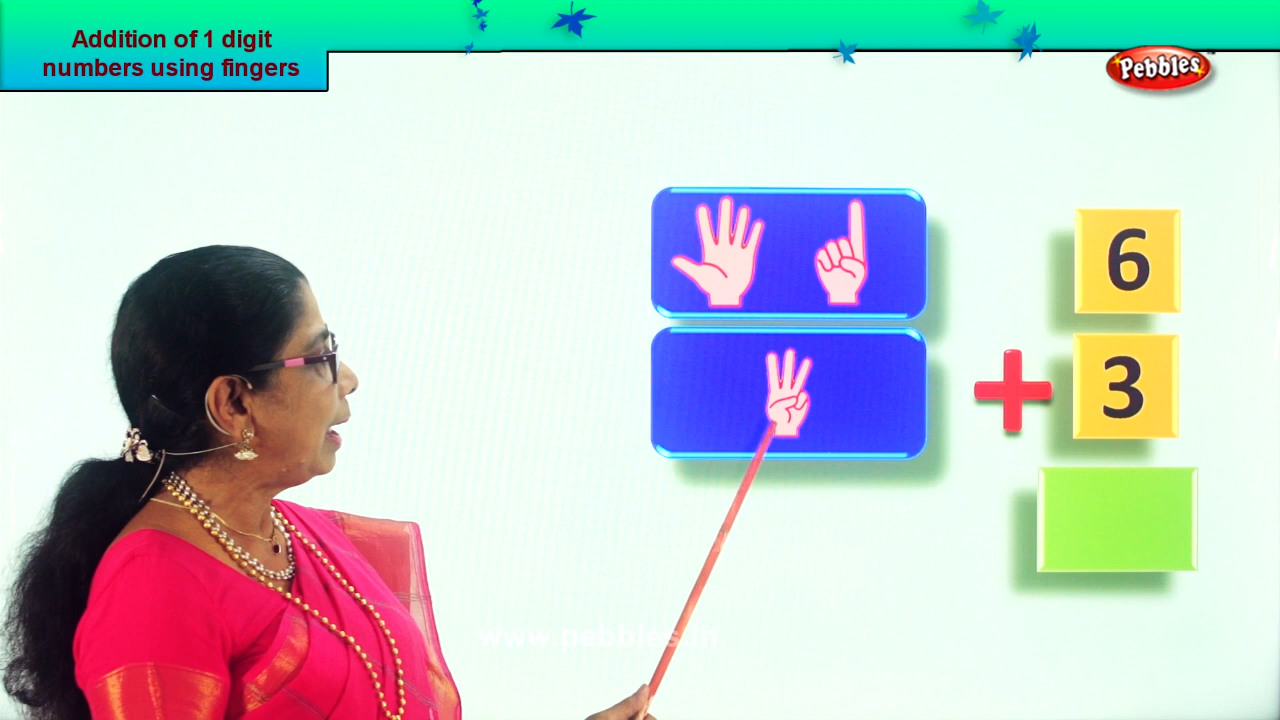 Addition of 1 digit
numbers using fingers
Pebbles
6
+ 3
www.pebbles.in